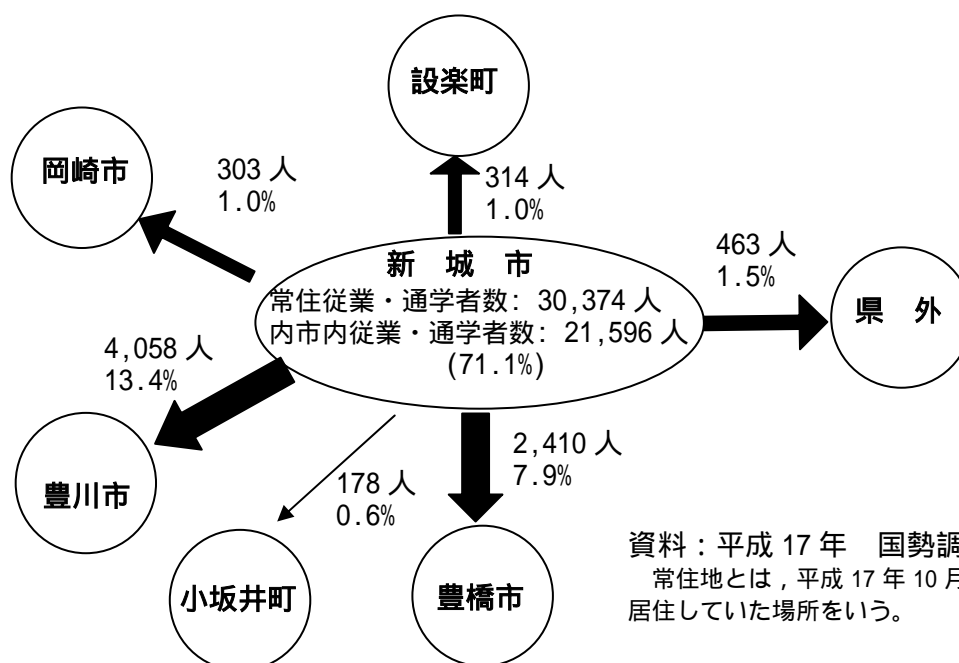 設楽町
岡崎市
303 人
1.0%
314 人
1.0%
463 人
1.5%
新 城 市
常住従業・通学者数: 30,374 人
内市内従業・通学者数: 21,596 人
(71.1%)
県 外
4,058 人
13.4%
豊川市
178 人
0.6%
2,410 人
7.9%
小坂井町
豊橋市
資料：平成 17 年 国勢調
常住地とは，平成 17 年 10 月
居住していた場所をいう。